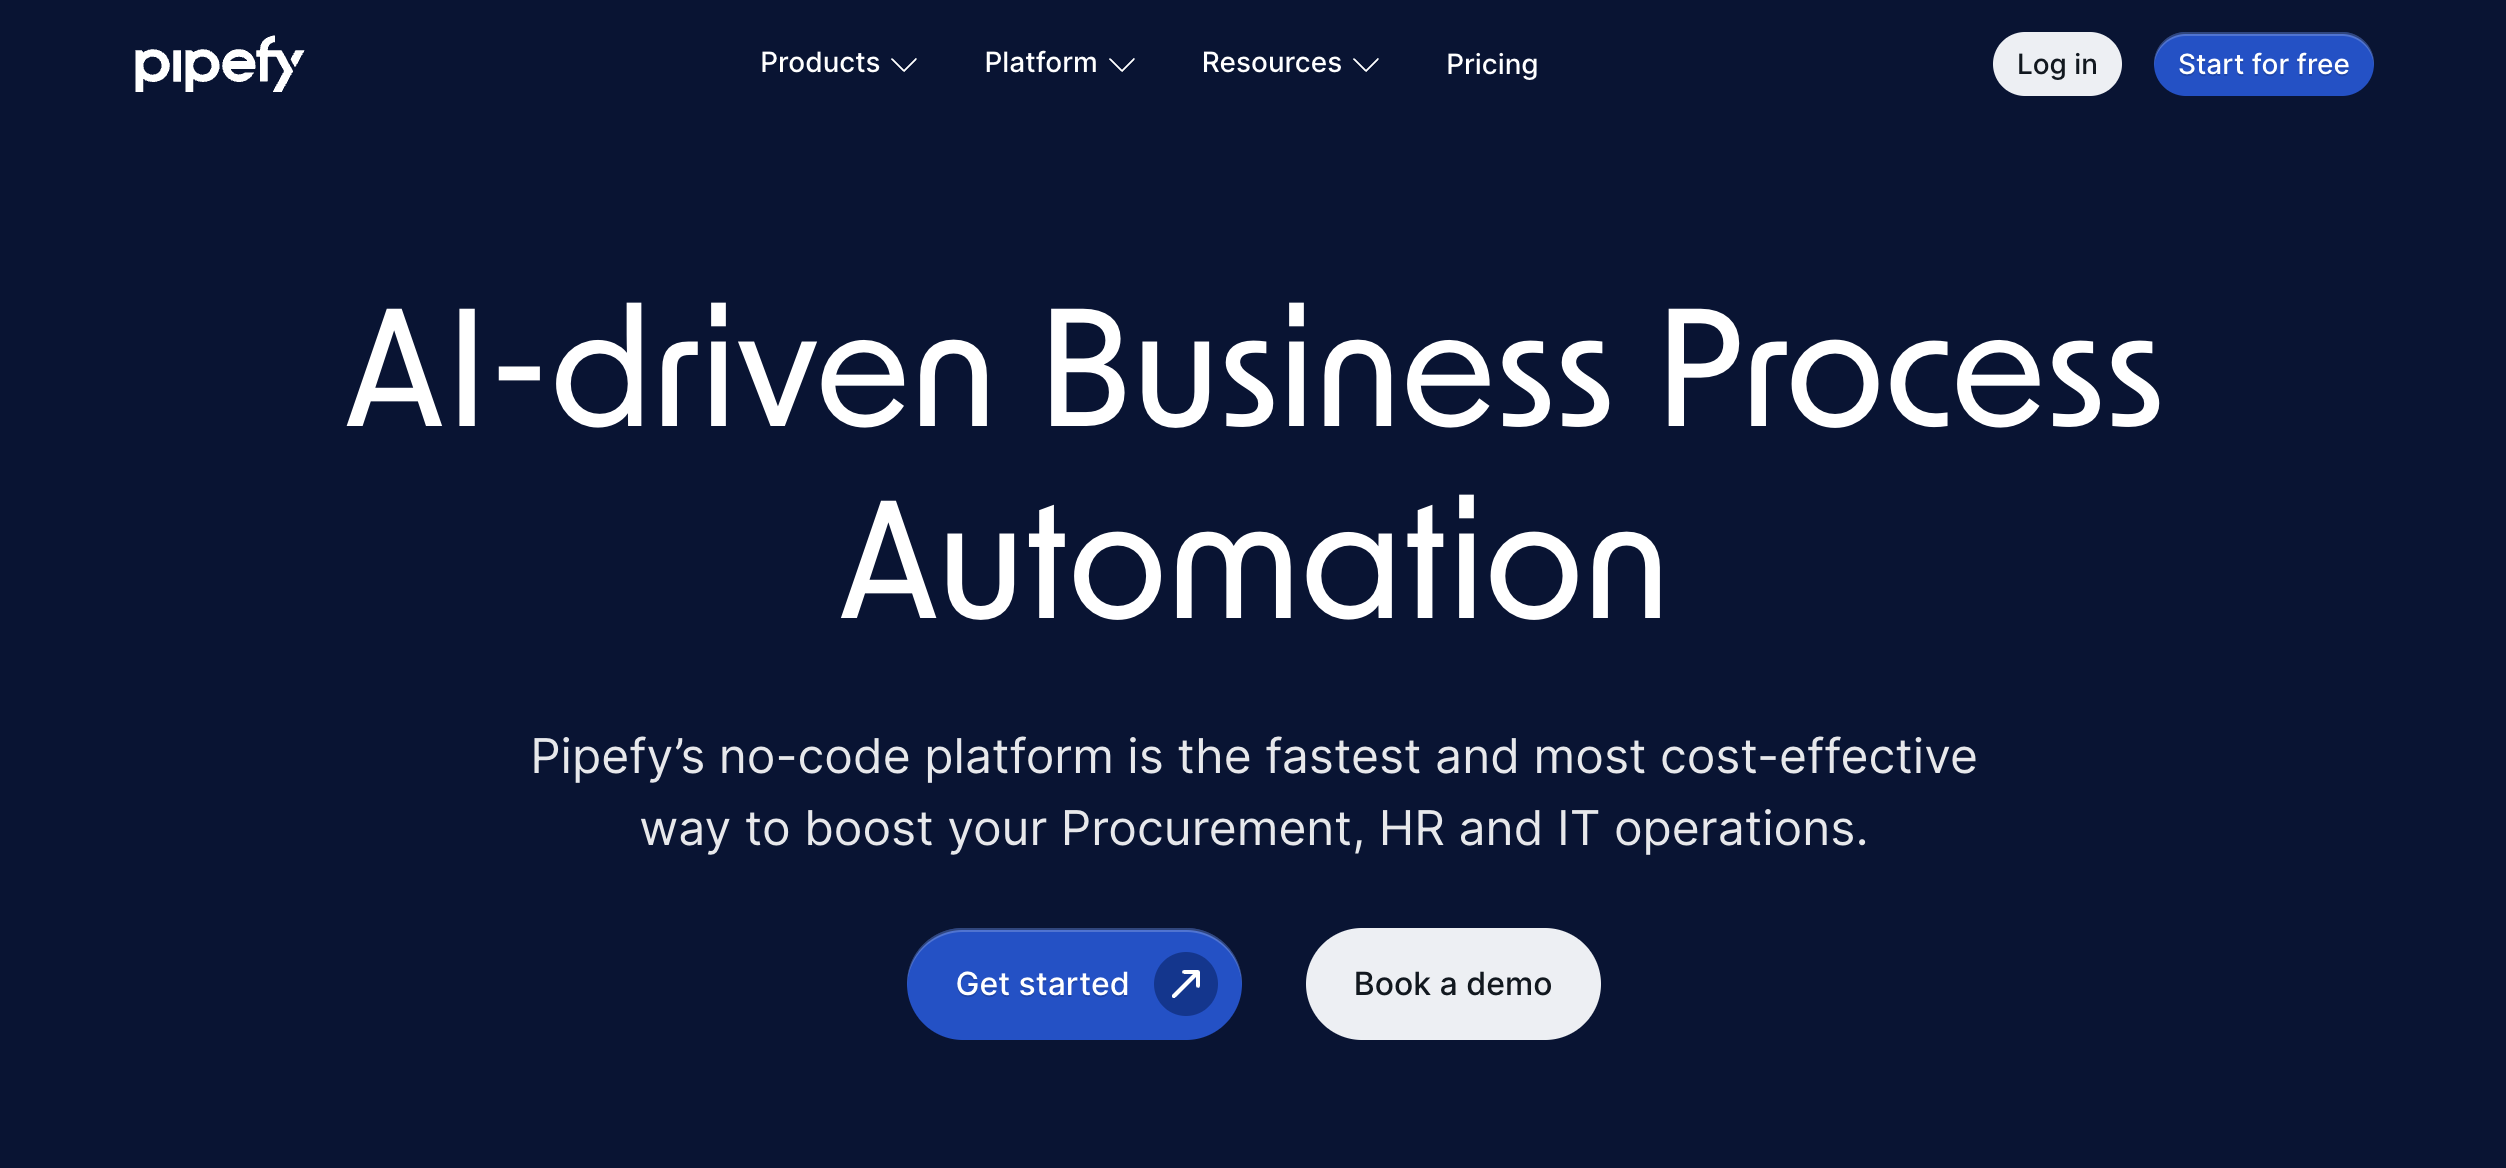 pipefy
Products
Platform
Resources
Pricing
Log in
Start for free
AI-driven Business Process
Automation
Pipefy’s no-code platform is the fastest and most cost-effective
way to boost your Procurement, HR and IT operations.
Get started
Book a demo